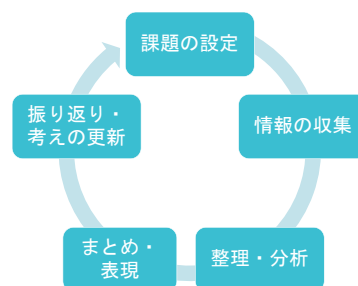 課題の設定
情報の収集
整理・分析
まとめ・
表現
振り返り・
考えの更新